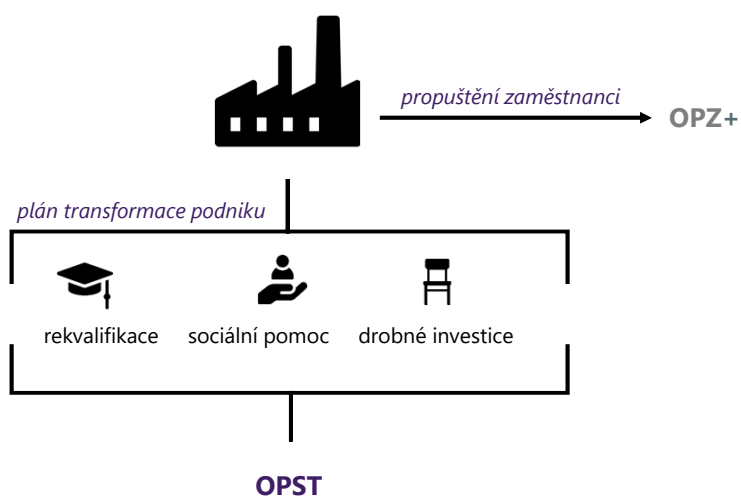 propuštění zaměstnanci
OPZ+
plán transformace podniku
rekvalifikace sociální pomoc drobné investice
OPST